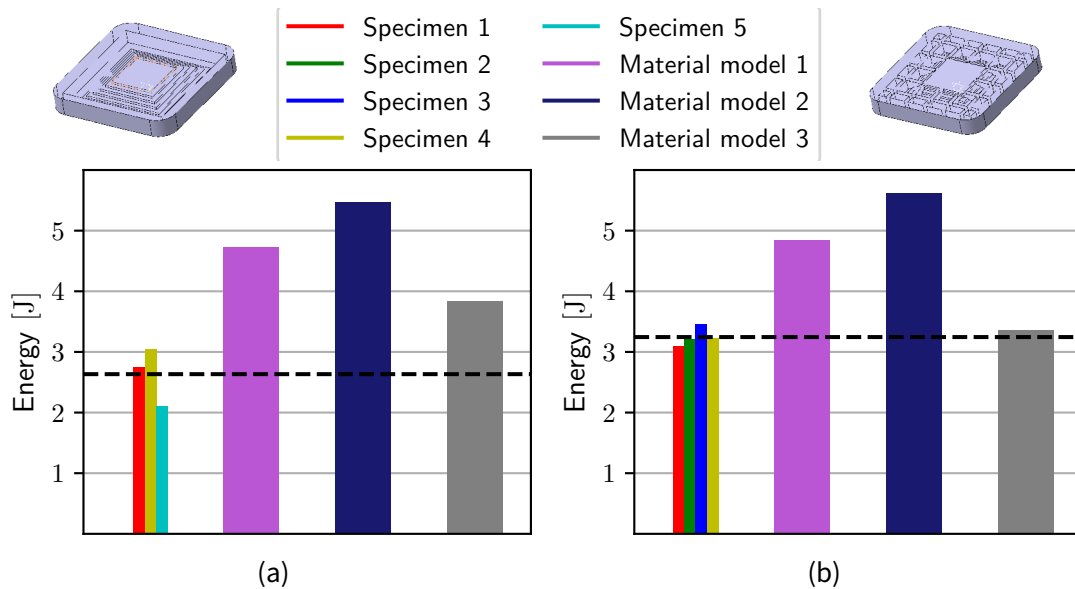 Specimen 1
Specimen 2
Specimen 3
Specimen 4
Specimen 5
Material model 1
Material model 2
Material model 3
Energy [J]
5
4
3
2
1
(a)
Energy [J]
5
4
3
2
1
(b)